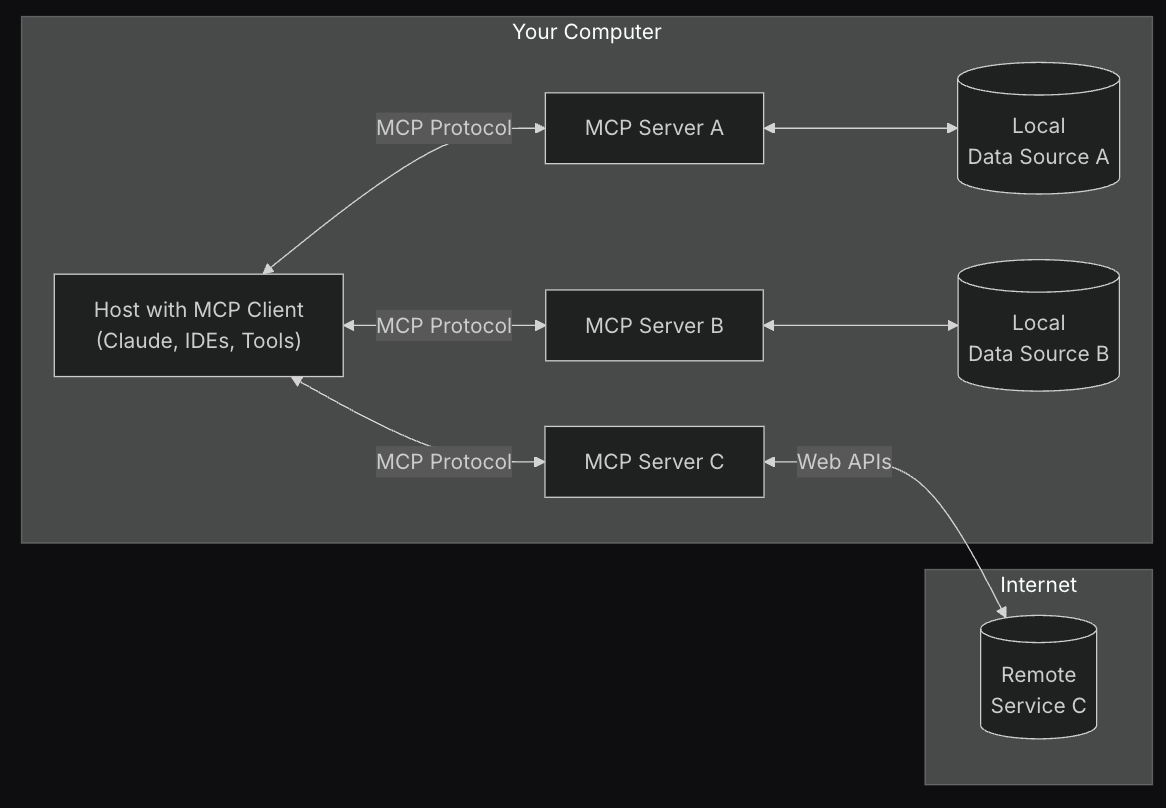 Your Computer
MCP Protocol
MCP Server A
Local
Data Source A
Host with MCP Client
(Claude, IDEs, Tools)
MCP Protocol
MCP Server B
Local
Data Source B
MCP Protocol
MCP Server C
Web APIs
Internet
Remote
Service C